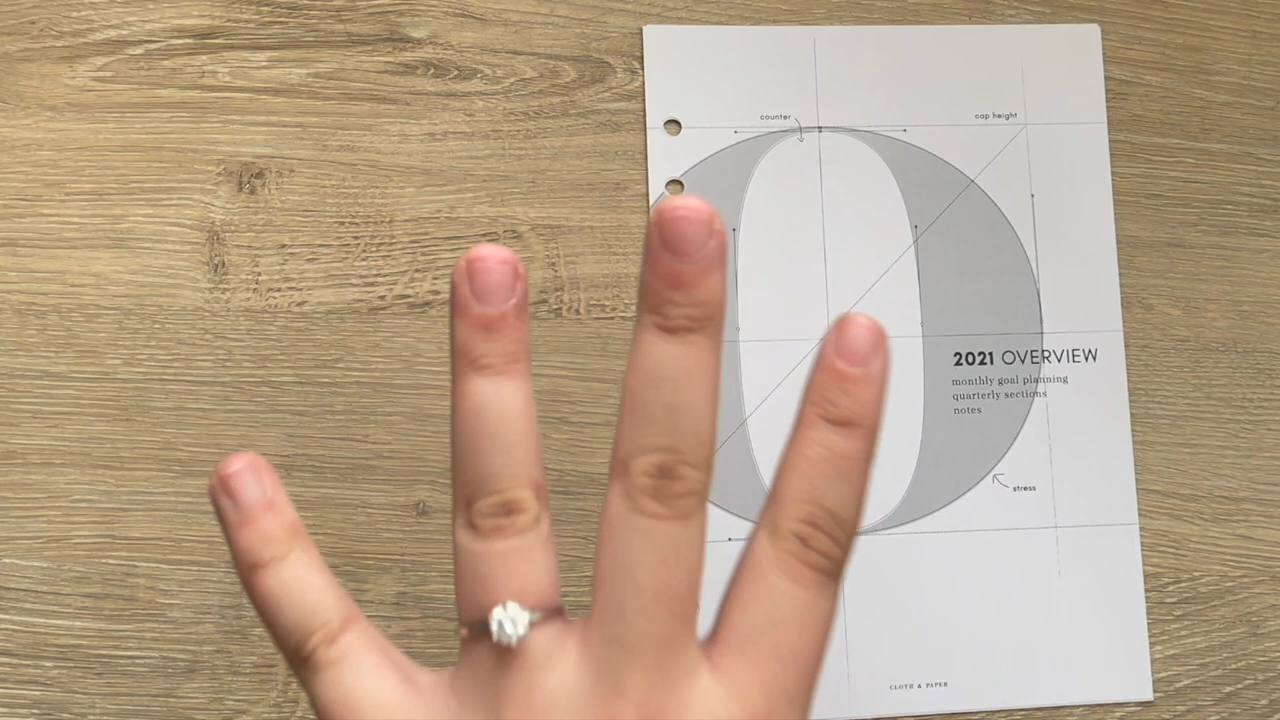 counter
cap height
2021 OVERVIEW
monthly goal planning
quarterly sections
notes
stress
CLOTH & PAPER